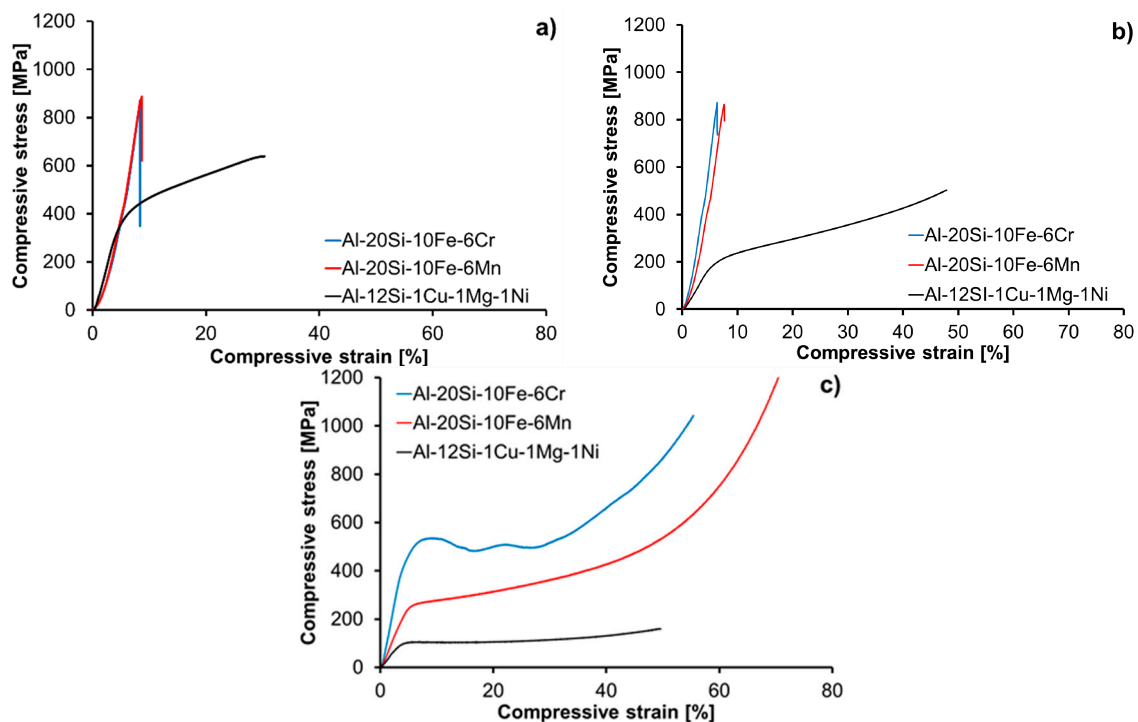 a)
Compressive stress [MPa]
1200
1000
800
600
400
200
0
Al-20Si-10Fe-6Cr
Al-20Si-10Fe-6Mn
Al-12Si-1Cu-1Mg-1Ni
0 20 40 60 80
Compressive strain [%]
b)
Compressive stress [MPa]
1200
1000
800
600
400
200
0
Al-20Si-10Fe-6Cr
Al-20Si-10Fe-6Mn
Al-12SI-1Cu-1Mg-1Ni
0 10 20 30 40 50 60 70 80
Compressive strain [%]
c)
Compressive stress [MPa]
1200
1000
800
600
400
200
0
Al-20Si-10Fe-6Cr
Al-20Si-10Fe-6Mn
Al-12Si-1Cu-1Mg-1Ni
0 20 40 60 80
Compressive strain [%]